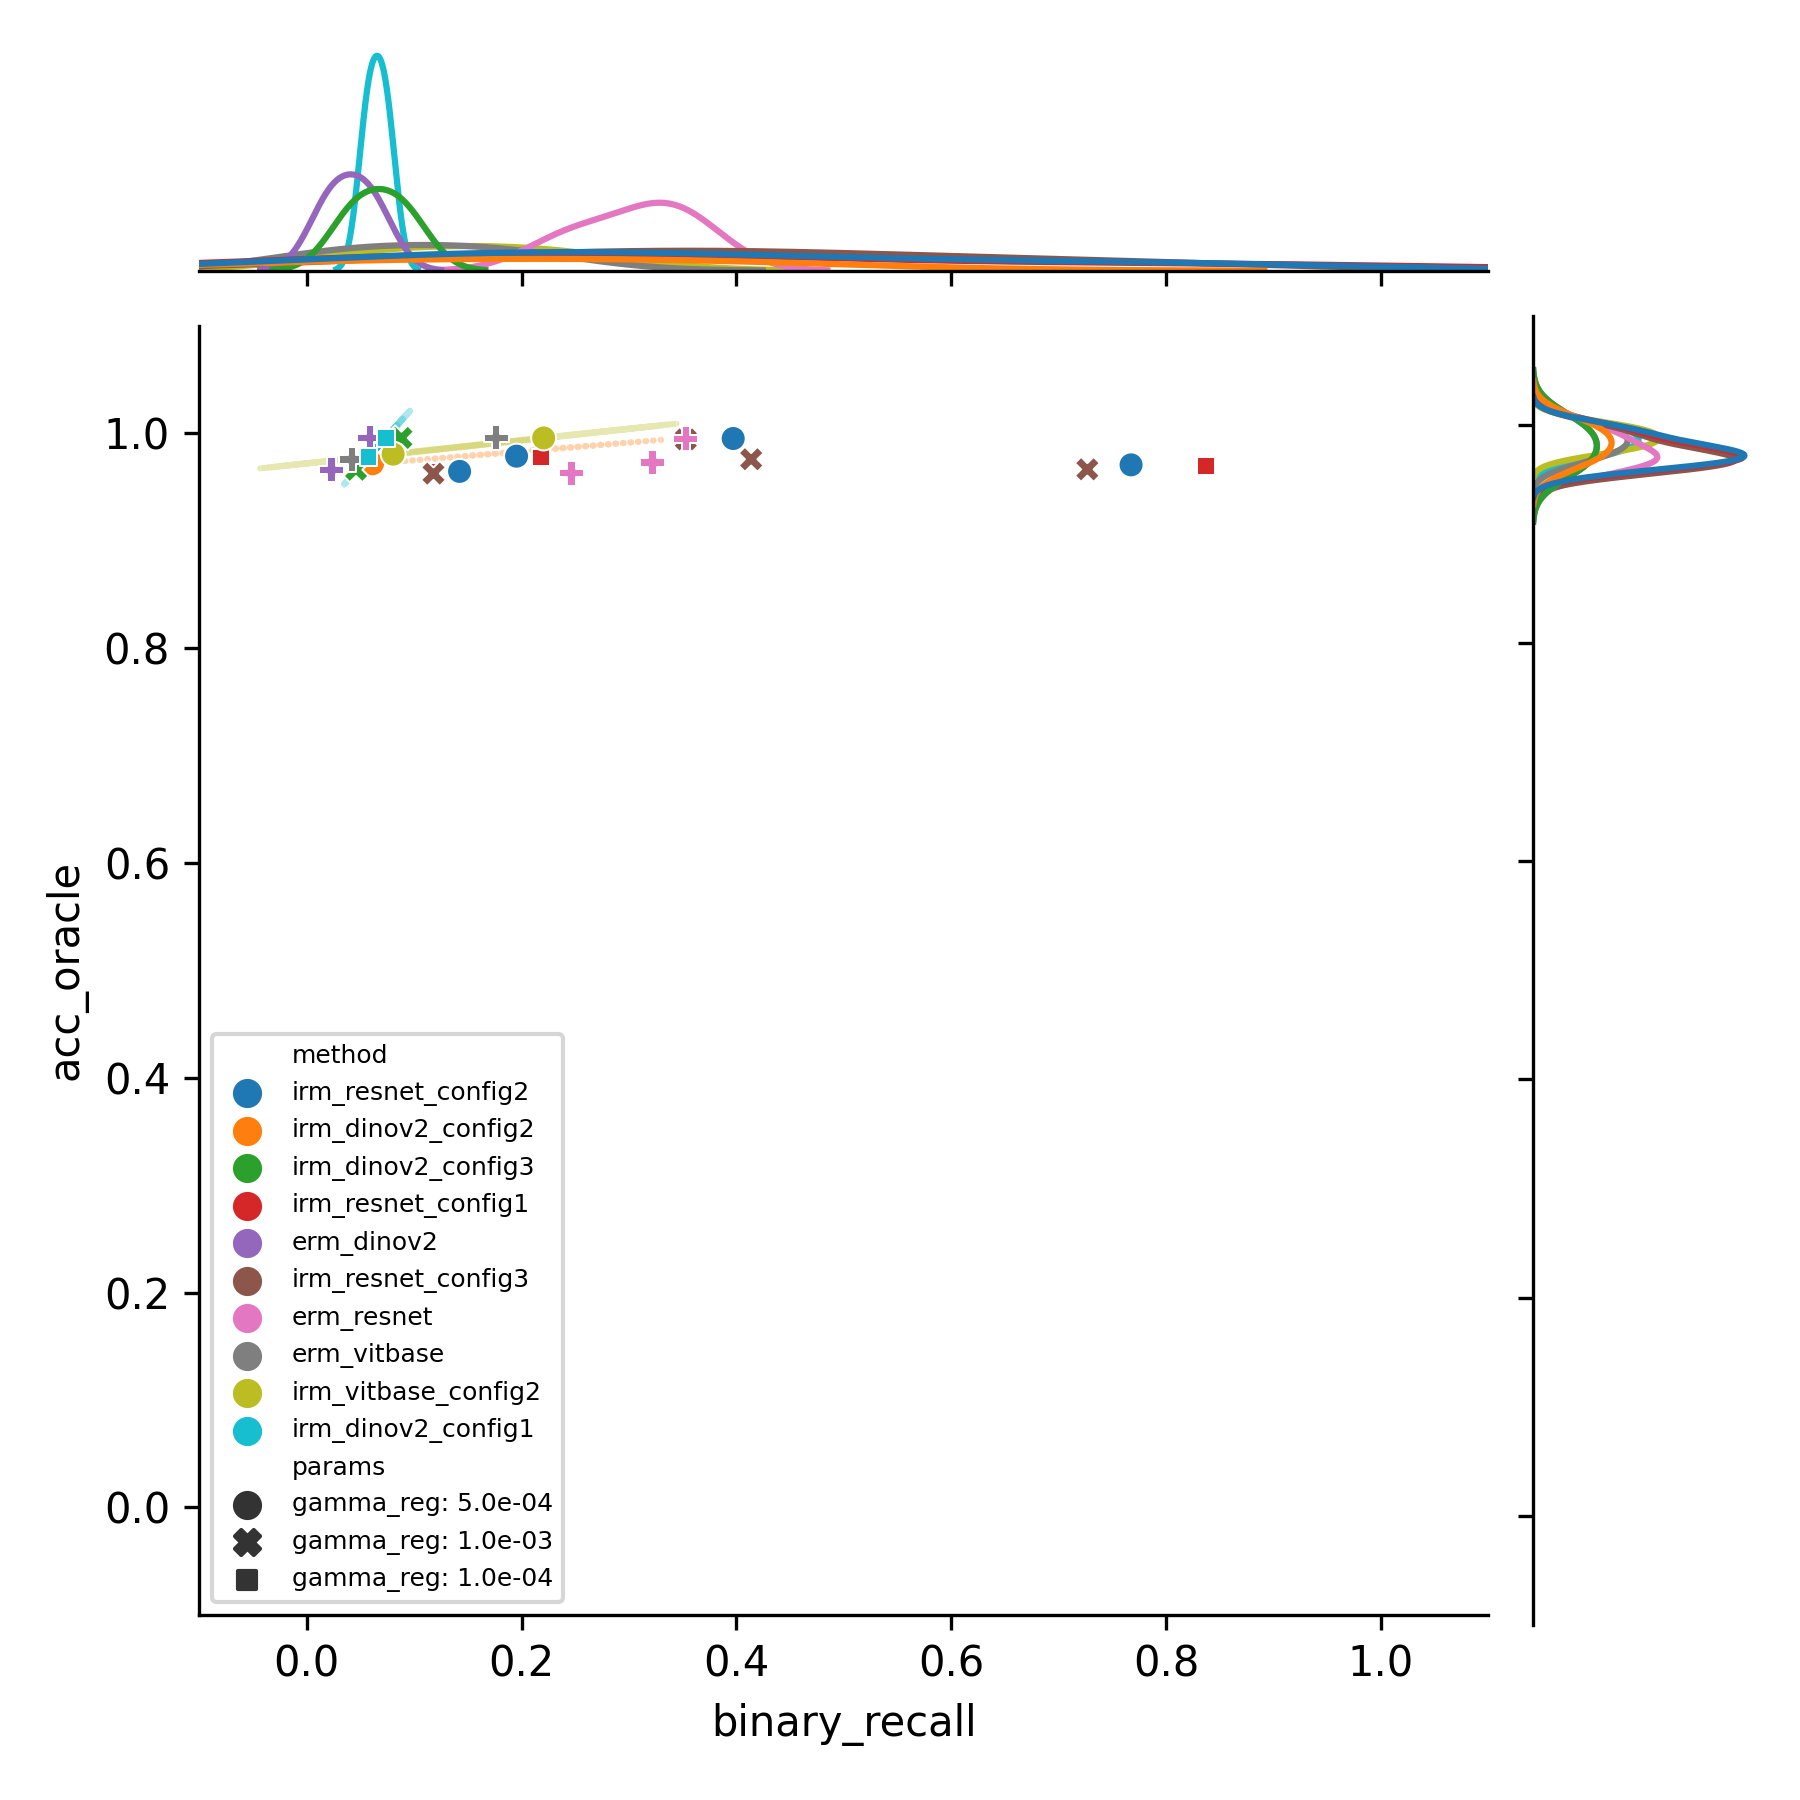 1.0
0.8
0.6
0.4
0.2
0.0
acc_oracle
method
irm_resnet_config2
irm_dinov2_config2
irm_dinov2_config3
irm_resnet_config1
erm_dinov2
irm_resnet_config3
erm_resnet
erm_vitbase
irm_vitbase_config2
irm_dinov2_config1
params
gamma_reg: 5.0e-04
gamma_reg: 1.0e-03
gamma_reg: 1.0e-04
0.0 0.2 0.4 0.6 0.8 1.0
binary_recall